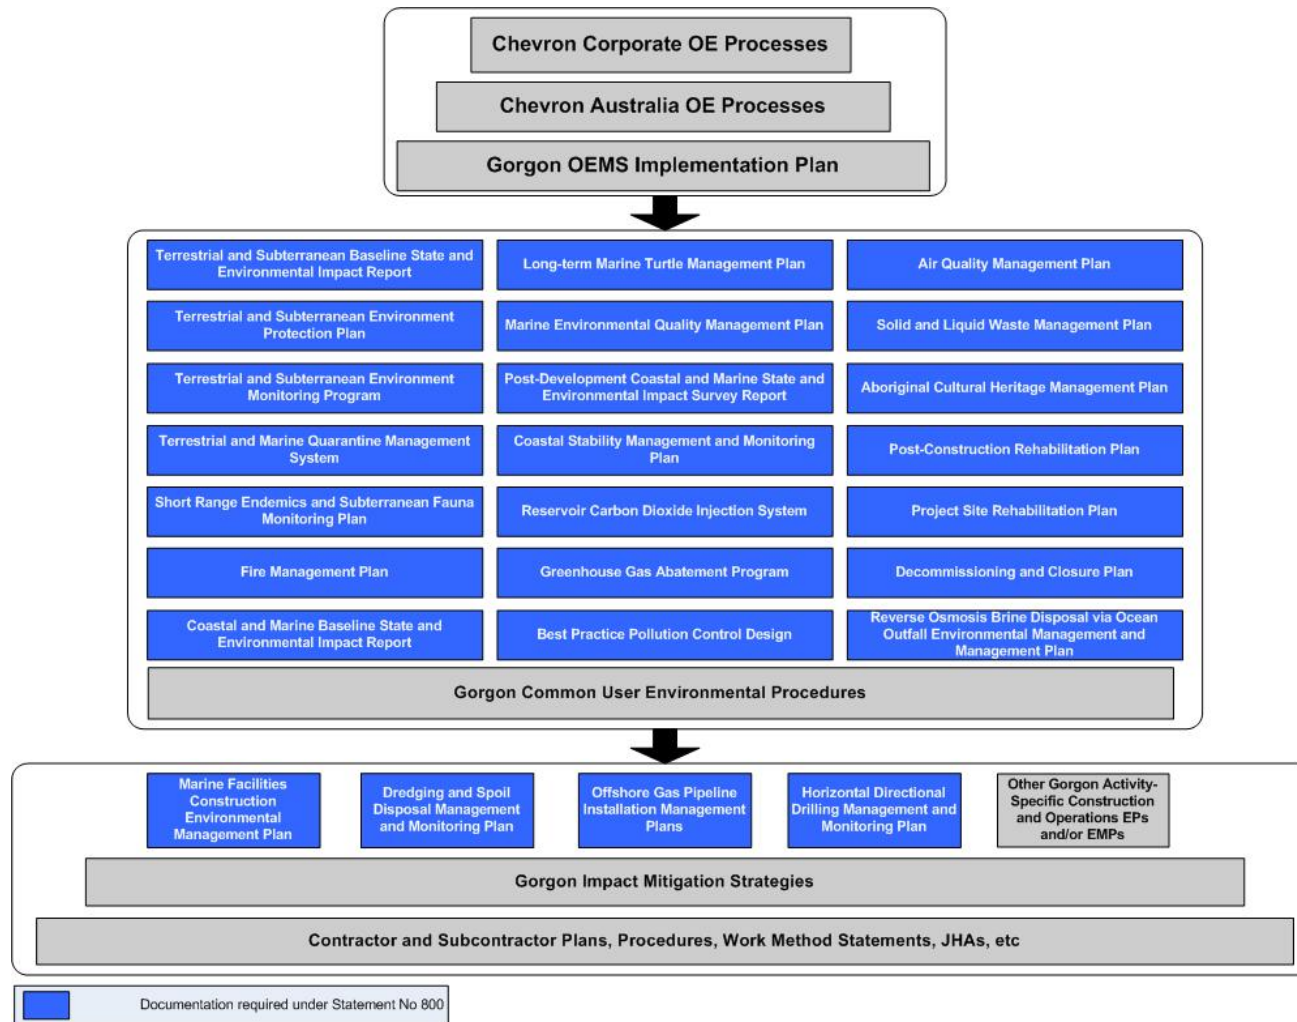 Chevron Corporate OE Processes
Chevron Australia OE Processes
Gorgon OEMS Implementation Plan
Terrestrial and Subterranean Baseline State and
Environmental Impact Report
Long-term Marine Turtle Management Plan
Air Quality Management Plan
Terrestrial and Subterranean Environment
Protection Plan
Marine Environmental Quality Management Plan
Solid and Liquid Waste Management Plan
Terrestrial and Subterranean Environment
Monitoring Program
Post-Development Coastal and Marine State and
Environmental Impact Survey Report
Aboriginal Cultural Heritage Management Plan
Terrestrial and Marine Quarantine Management
System
Coastal Stability Management and Monitoring
Plan
Post-Construction Rehabilitation Plan
Short Range Endemics and Subterranean Fauna
Monitoring Plan
Reservoir Carbon Dioxide Injection System
Project Site Rehabilitation Plan
Fire Management Plan
Greenhouse Gas Abatement Program
Decommissioning and Closure Plan
Coastal and Marine Baseline State and
Environmental Impact Report
Best Practice Pollution Control Design
Reverse Osmosis Brine Disposal via Ocean
Outfall Environmental Management and
Management Plan
Gorgon Common User Environmental Procedures
Marine Facilities
Construction
Environmental
Management Plan
Dredging and Spoil
Disposal Management
and Monitoring Plan
Offshore Gas Pipeline
Installation Management
Plans
Horizontal Directional
Drilling Management and
Monitoring Plan
Other Gorgon Activity-
Specific Construction
and Operations EPs
and/or EMPs
Gorgon Impact Mitigation Strategies
Contractor and Subcontractor Plans, Procedures, Work Method Statements, JHAs, etc
Documentation required under Statement No 800